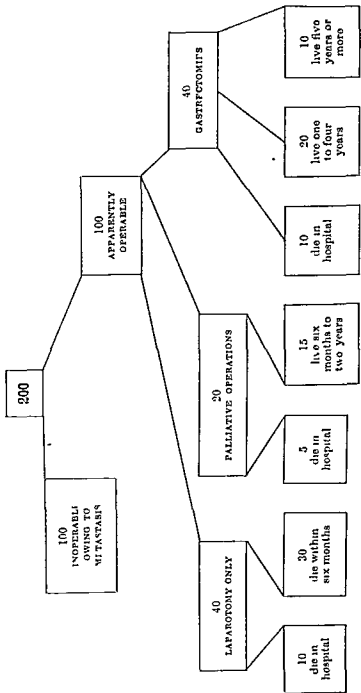 200
100
INOPERABLE
OWING TO
METASTASIS
100
APPARENTLY
OPERABLE
40
LAPAROTOMY ONLY
20
PALLIATIVE OPERATIONS
40
GASTRECTOMIES
10
die in
hospital
30
die within
six months
5
die in
hospital
15
live six
months to
two years
10
die in
hospital
20
live one
to four
years
10
live five
years or
more